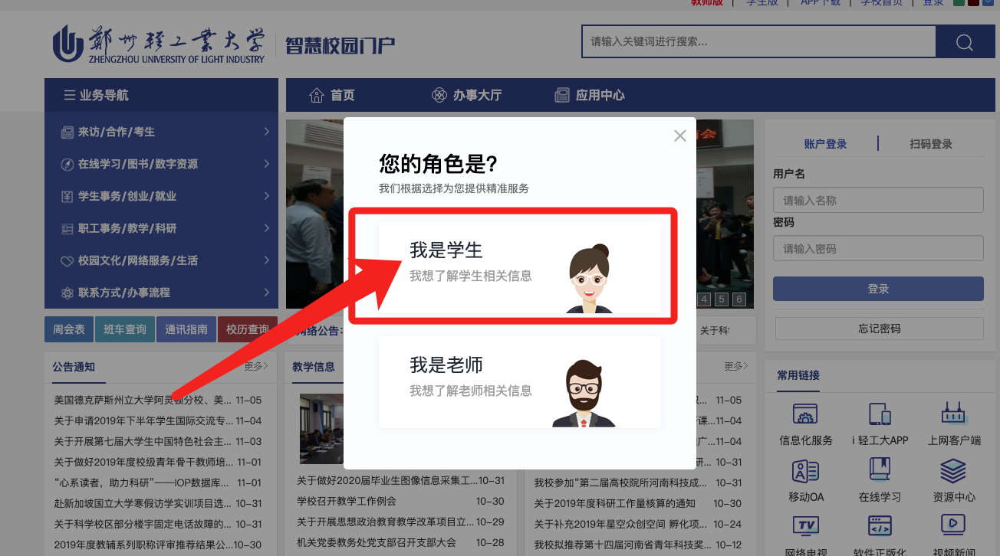 教师版 | 学生版 | APP下载 | 学校首页 | 登录
郑州轻工业大学
ZHENGZHOU UNIVERSITY OF LIGHT INDUSTRY
智慧校园门户
请输入关键词进行搜索...
业务导航
首页
办事大厅
应用中心
来访/合作/考生
在线学习/图书/数字资源
学生事务/创业/就业
职工事务/教学/科研
校园文化/网络服务/生活
联系方式/办事流程
周会表
班车查询
通讯指南
校历查询
您的角色是?
我们根据选择为您提供精准服务
我是学生
我想了解学生相关信息
我是老师
我想了解老师相关信息
4 5 6
账户登录
扫码登录
用户名
请输入名称
密码
请输入密码
登录
忘记密码
网络公告:
关于科
公告通知
更多
美国德克萨斯州立大学阿灵顿分校、美... 11-05
关于申请2019年下半年学生国际交流专... 11-04
关于开展第七届大学生中国特色社会主... 11-03
关于做好2019年度校级青年骨干教师培... 11-01
“心系读者，助力科研”——IOP数据库... 11-01
赴新加坡国立大学寒假访学实训项目选... 10-31
关于科学校区部分楼宇固定电话故障的... 10-31
2019年度教辅系列职称评审推荐结果公...10-30
教学信息
关于做好2020届毕业生图像信息采集工...10-31
学校召开教学工作例会 10-30
关于开展思想政治教育教学改革项目立...10-29
机关党委教务处党支部召开支部大会 10-28
更多
... 11-05
课...11-04
广...11-04
研... 10-31
我校参加“第二届高校院所河南科技成... 10-31
关于2019年度科研工作量核算的通知 10-30
关于补充2019年星空众创空间 孵化项... 10-24
我校拟推荐第十四届河南省青年科技奖... 10-12
常用链接
信息化服务
i 轻工大APP
上网客户端
A
移动OA
在线学习
资源中心
TV
</>
网络电视
软件正版化
视频新闻